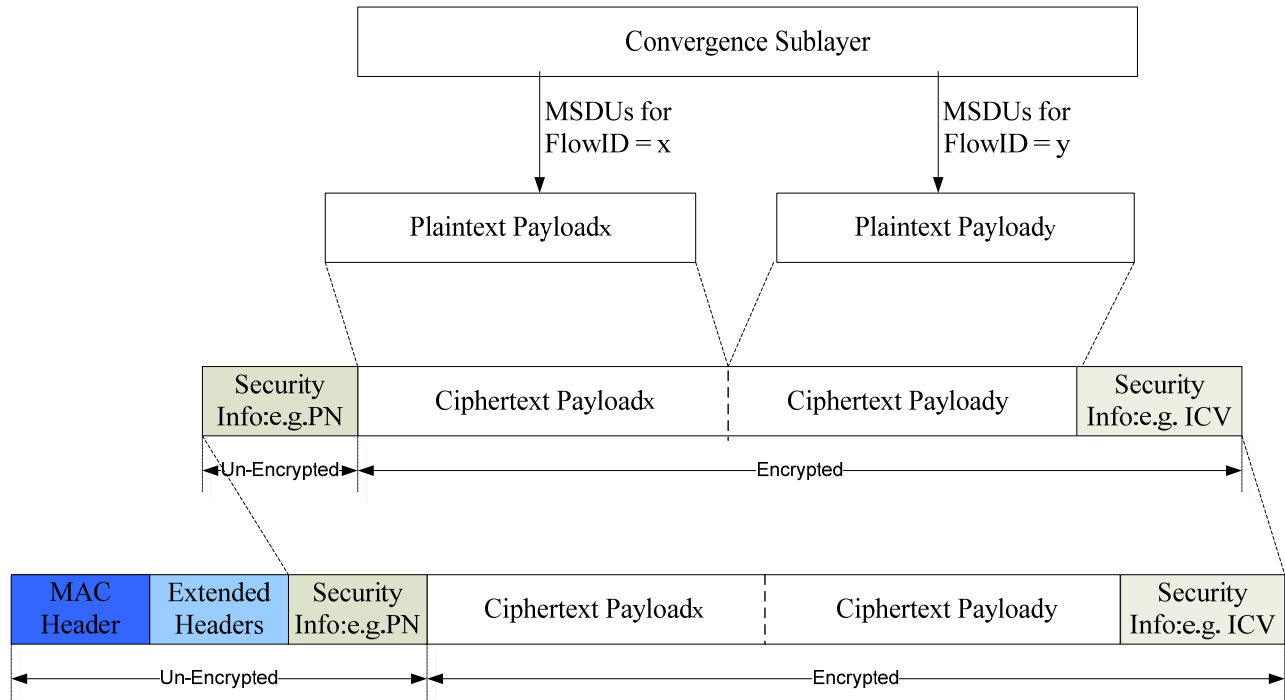 Convergence Sublayer
MSDUs for
FlowID = x
MSDUs for
FlowID = y
Plaintext Payloadx
Plaintext Payloady
Security
Info:e.g.PN
Ciphertext Payloadx
Ciphertext Payloady
Security
Info:e.g. ICV
Un-Encrypted
Encrypted
MAC
Header
Extended
Headers
Security
Info:e.g.PN
Ciphertext Payloadx
Ciphertext Payloady
Security
Info:e.g. ICV
Un-Encrypted
Encrypted